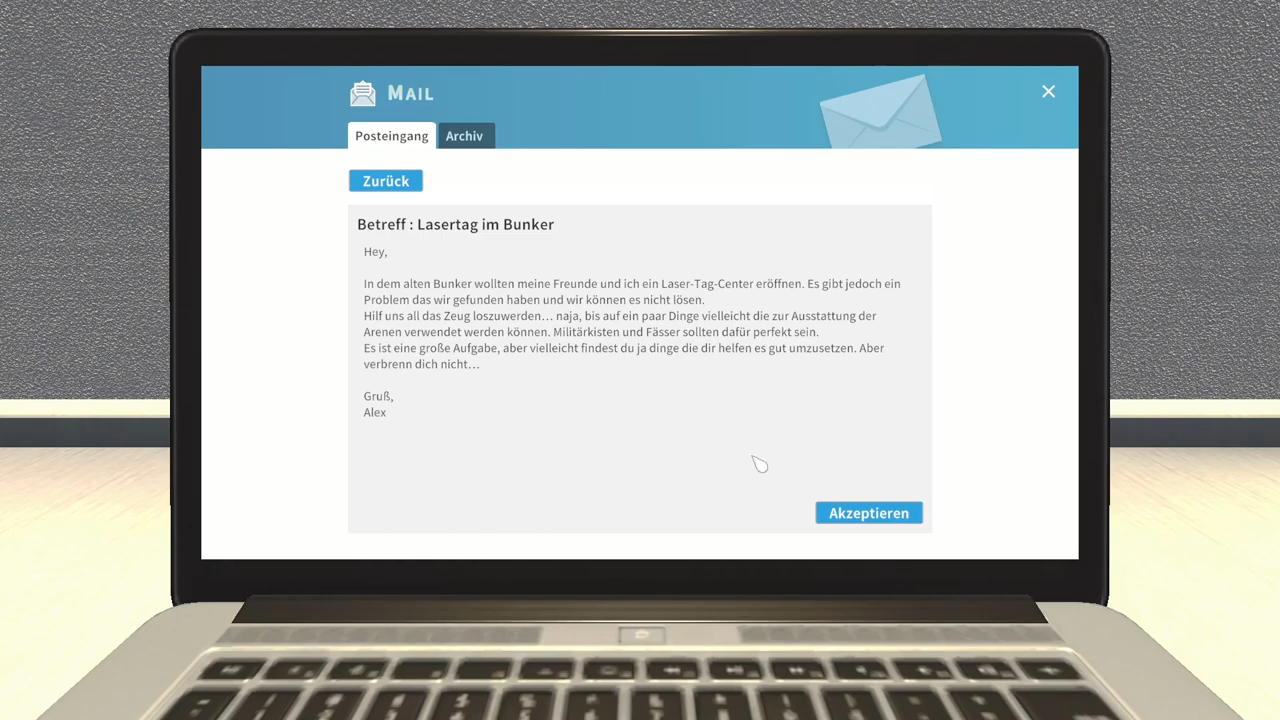 Mail
Posteingang Archiv
Zurück
Betreff : Lasertag im Bunker
Hey,
In dem alten Bunker wollten meine Freunde und ich ein Laser-Tag-Center eröffnen. Es gibt jedoch ein
Problem das wir gefunden haben und wir können es nicht lösen.
Hilf uns all das Zeug loszuwerden... naja, bis auf ein paar Dinge vielleicht die zur Ausstattung der
Arenen verwendet werden können. Militärkisten und Fässer sollten dafür perfekt sein.
Es ist eine große Aufgabe, aber vielleicht findest du ja dinge die dir helfen es gut umzusetzen. Aber
verbrenn dich nicht...
Gruß,
Alex
Akzeptieren